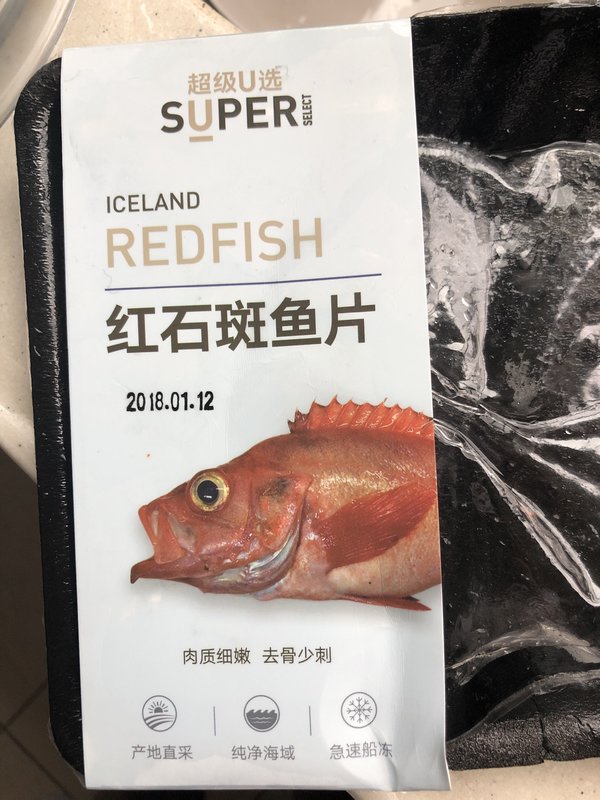 超级U选
SUPER SELECT
ICELAND
REDFISH
红石斑鱼片
2018.01.12
肉质细嫩 去骨少刺
产地直采 纯净海域 急速船冻